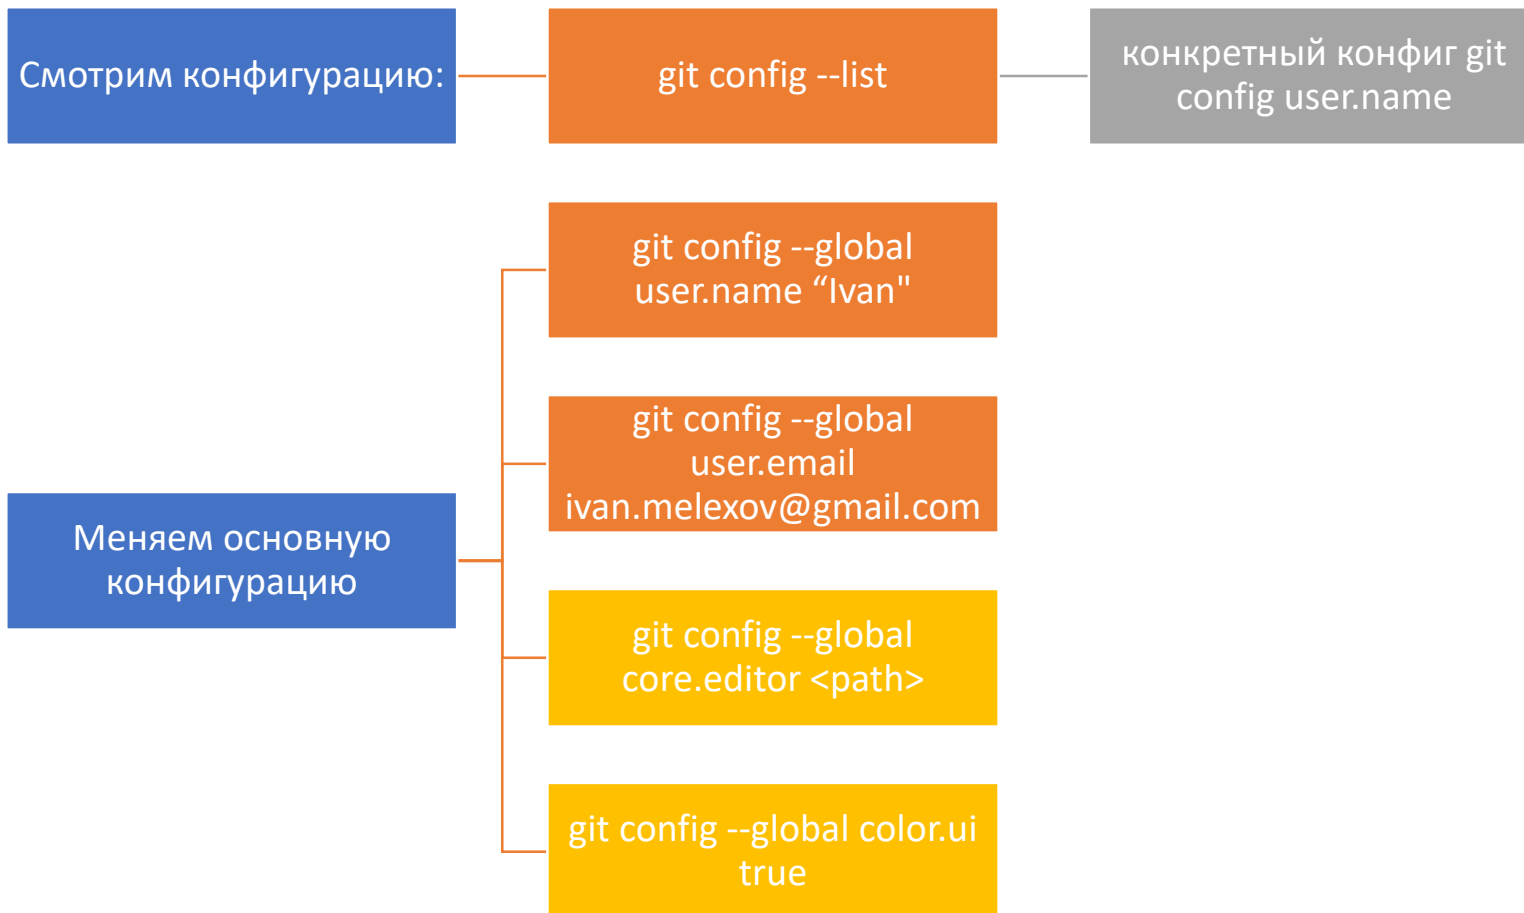 Смотрим конфигурацию:
git config --list
конкретный конфиг git
config user.name
git config --global
user.name “Ivan"
git config --global
user.email
ivan.melexov@gmail.com
Меняем основную
конфигурацию
git config --global
core.editor <path>
git config --global color.ui
true